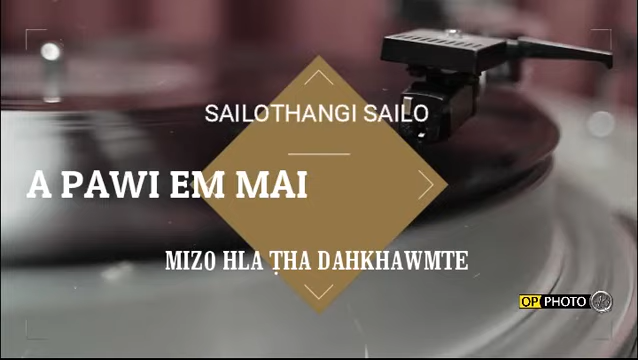 SAILOTHANGI SAILO
A PAWI EM MAI
MIZO HLA ṬHA DAHKHAWMTE
OP PHOTO